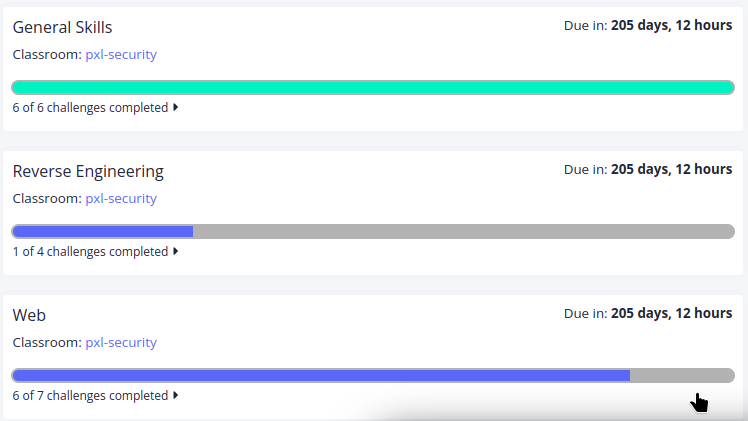 General Skills
Due in: 205 days, 12 hours
Classroom: pxl-security
6 of 6 challenges completed
Reverse Engineering
Due in: 205 days, 12 hours
Classroom: pxl-security
1 of 4 challenges completed
Web
Due in: 205 days, 12 hours
Classroom: pxl-security
6 of 7 challenges completed